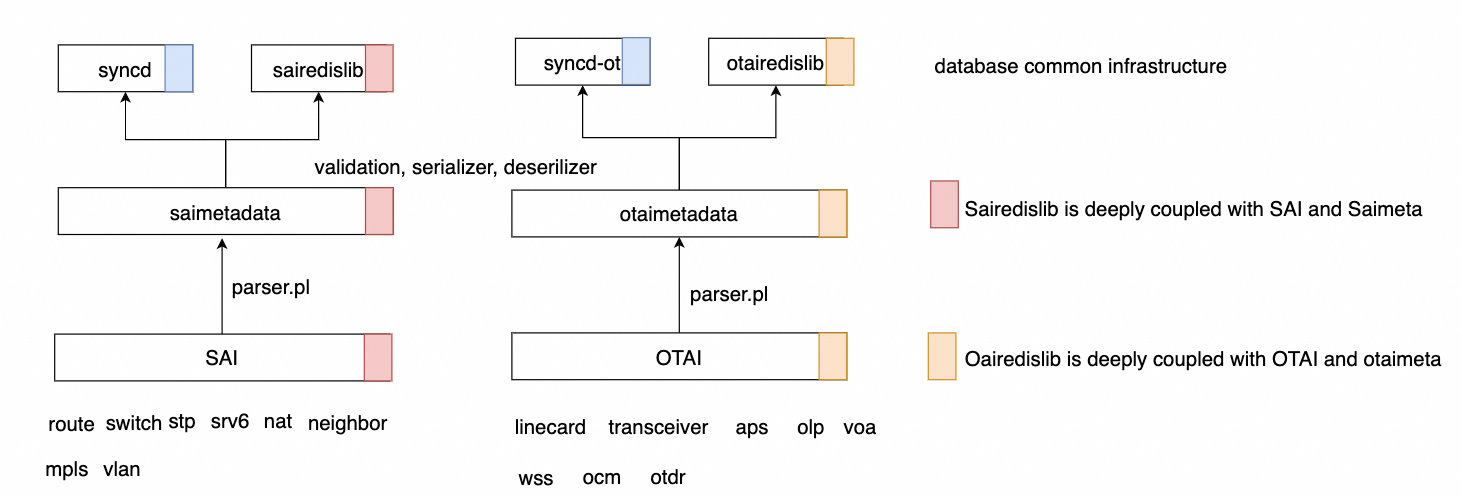 syncd
sairedislib
syncd-ot
otairedislib
database common infrastructure
validation, serializer, deserilizer
saimetadata
otaimetadata
Sairedislib is deeply coupled with SAI and Saimeta
parser.pl
parser.pl
SAI
OTAI
Oairedislib is deeply coupled with OTAI and otaimeta
route switch stp srv6 nat neighbor
mpls vlan
linecard transceiver aps olp voa
wss ocm otdr